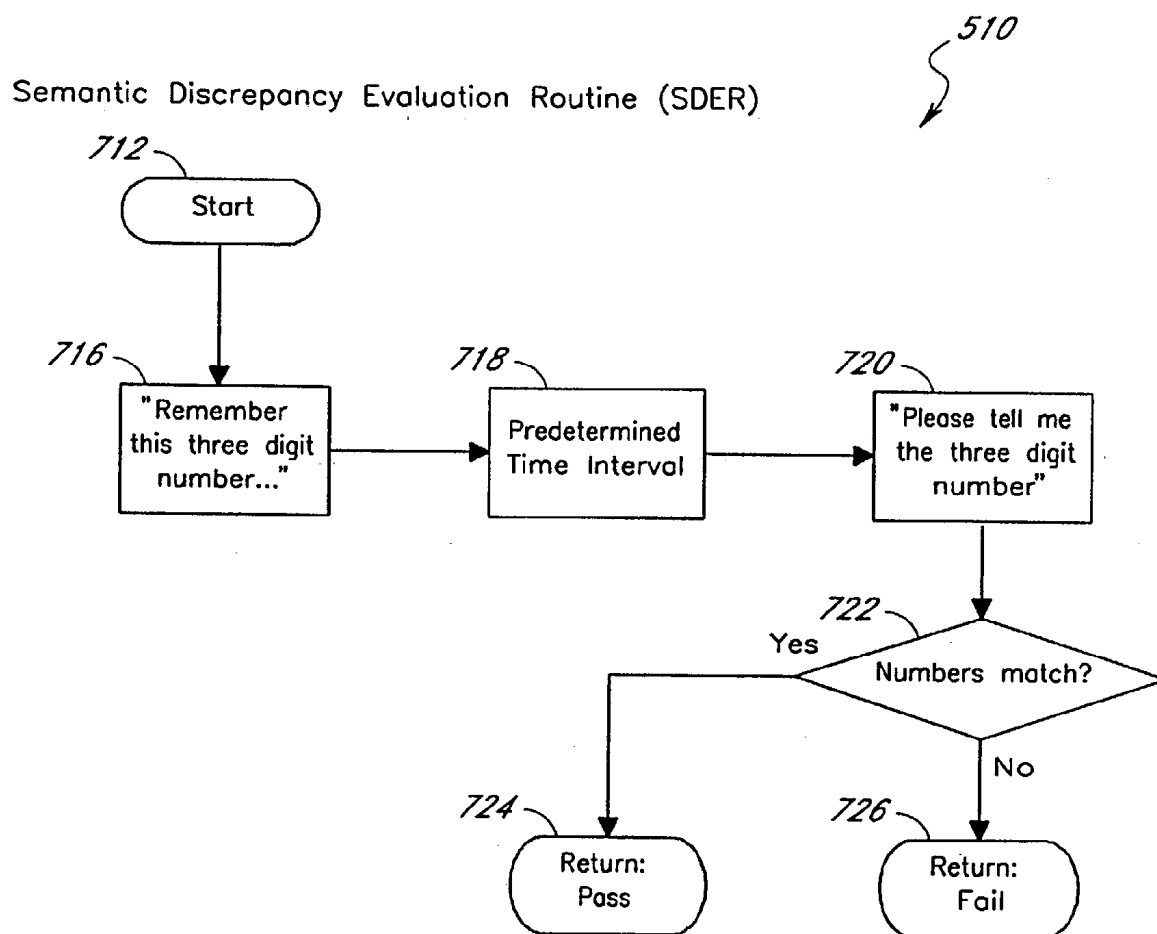 510
Semantic Discrepancy Evaluation Routine (SDER)
712
Start
716
"Remember
this three digit
number..."
718
Predetermined
Time Interval
720
"Please tell me
the three digit
number"
722
Yes
Numbers match?
No
724
Return:
Pass
726
Return:
Fail